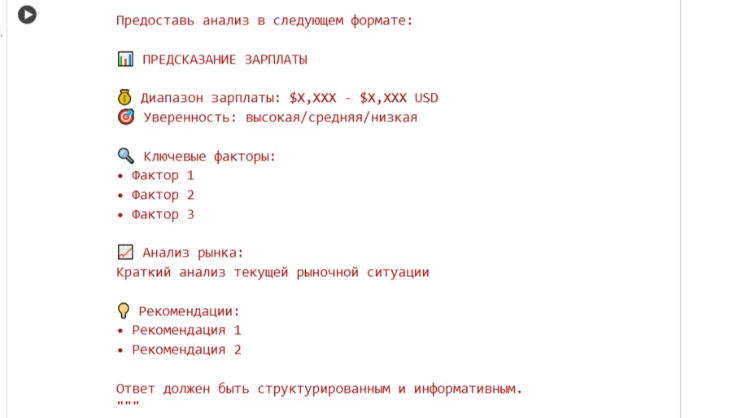 Предоставь анализ в следующем формате:
📊 ПРЕДСКАЗАНИЕ ЗАРПЛАТЫ
💰 Диапазон зарплаты: $X,XXX - $X,XXX USD
🎯 Уверенность: высокая/средняя/низкая
🔍 Ключевые факторы:
• Фактор 1
• Фактор 2
• Фактор 3
📈 Анализ рынка:
Краткий анализ текущей рыночной ситуации
💡 Рекомендации:
• Рекомендация 1
• Рекомендация 2
Ответ должен быть структурированным и информативным.
"""